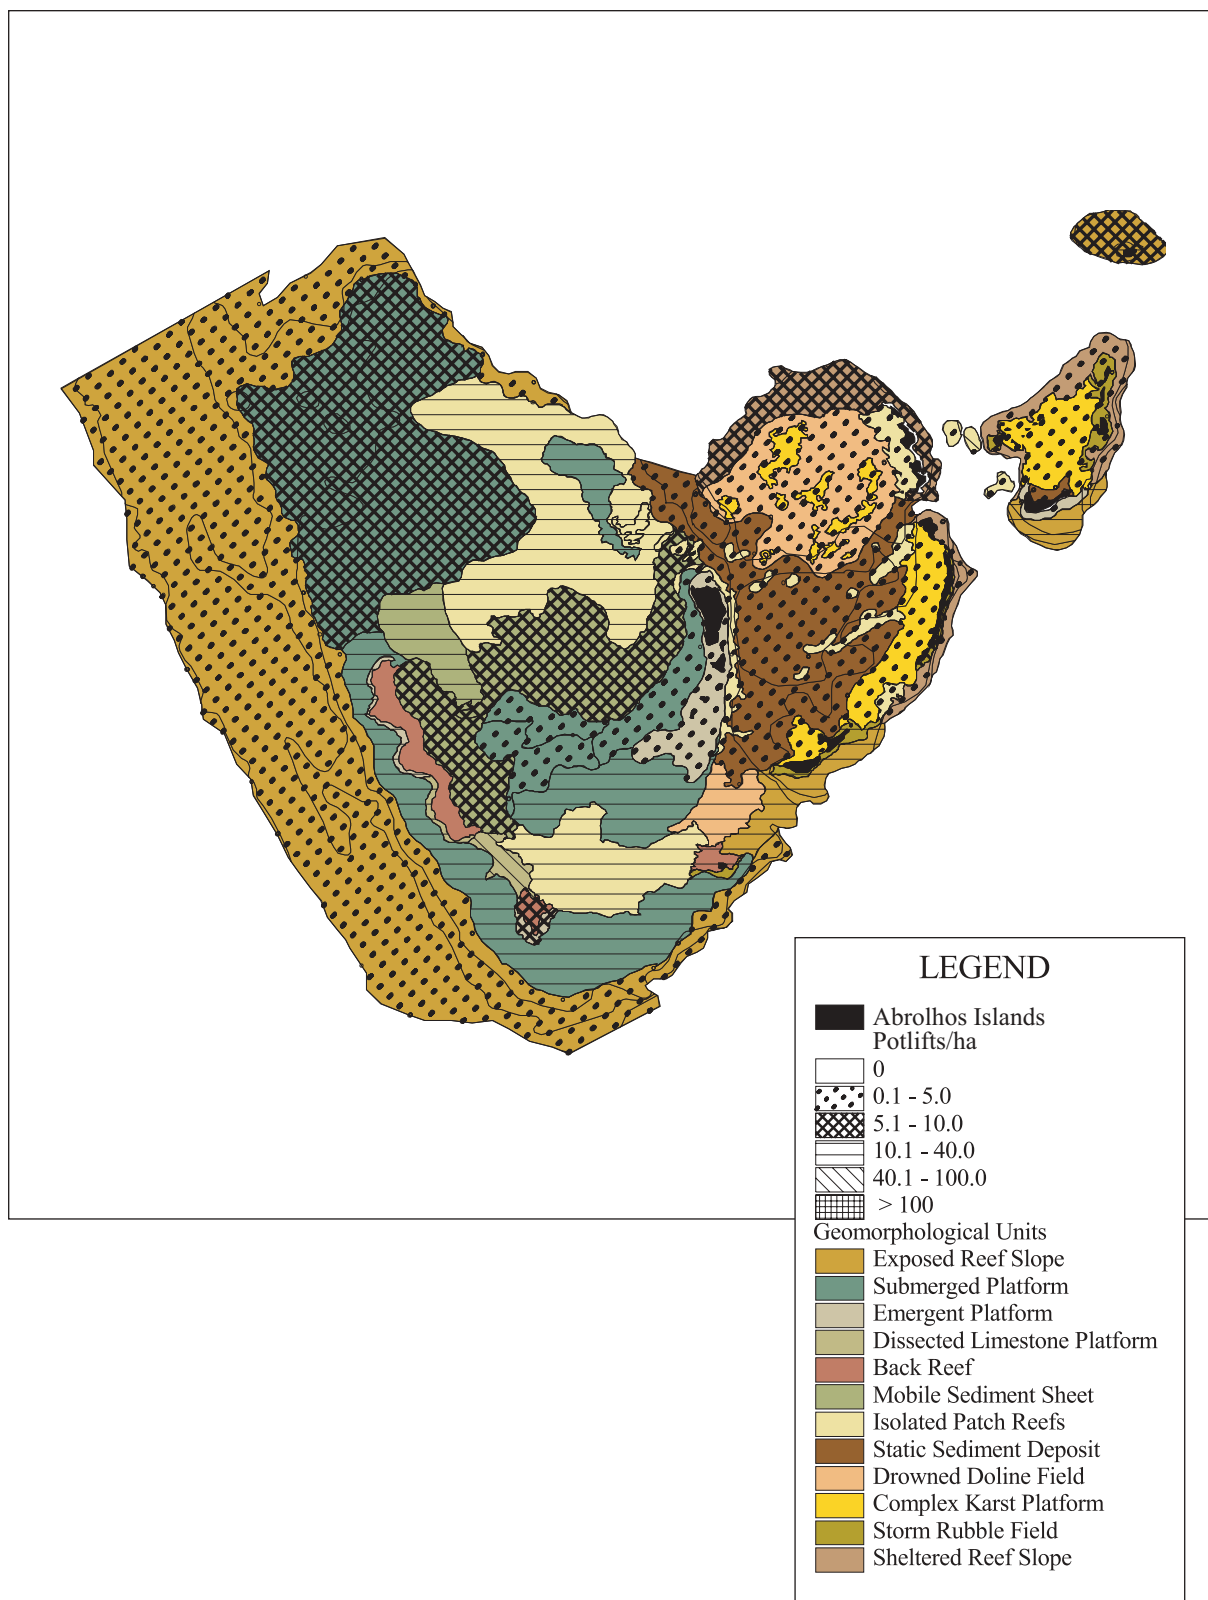 LEGEND
Abrolhos Islands
Potlifts/ha
0
0.1 - 5.0
5.1 - 10.0
10.1 - 40.0
40.1 - 100.0
> 100
Geomorphological Units
Exposed Reef Slope
Submerged Platform
Emergent Platform
Dissected Limestone Platform
Back Reef
Mobile Sediment Sheet
Isolated Patch Reefs
Static Sediment Deposit
Drowned Doline Field
Complex Karst Platform
Storm Rubble Field
Sheltered Reef Slope